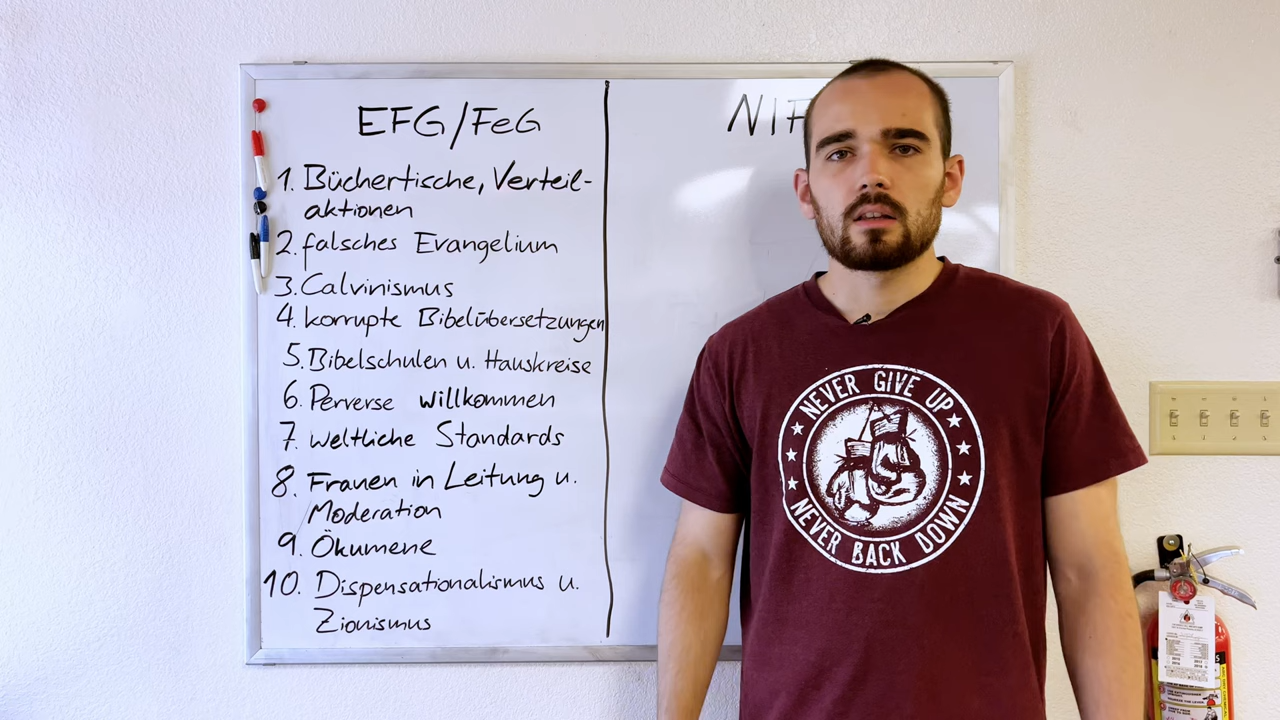 EFG/FeG
1. Büchertische, Verteil-
aktionen
2. falsches Evangelium
3. Calvinismus
4. korrupte Bibelübersetzungen
5. Bibelschulen u. Hauskreise
6. Perverse willkommen
7. weltliche Standards
8. Frauen in Leitung u.
Moderation
9. Ökumene
10. Dispensationalismus u.
Zionismus
NEVER GIVE UP
NEVER BACK DOWN